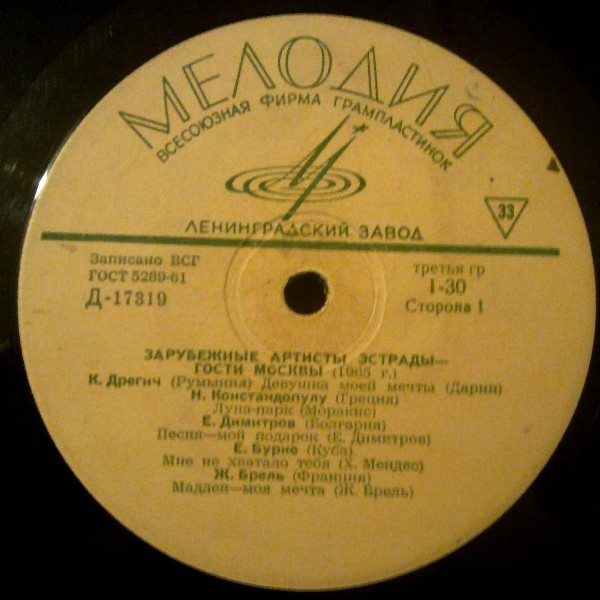 МЕЛОДИЯ
ВСЕСОЮЗНАЯ ФИРМА ГРАМПЛАСТИНОК
ЛЕНИНГРАДСКИЙ ЗАВОД
33
Записано ВСГ
ГОСТ 5289-61
Д-17319
третья гр
1-30
Сторона 1
ЗАРУБЕЖНЫЕ АРТИСТЫ ЭСТРАДЫ—
ГОСТИ МОСКВЫ (1965 г.)
К. Дрегич (Румыния) Девушка моей мечты (Дарин)
Н. Констандопулу (Греция)
Луна-парк (Моракис)
Е. Димитров (Болгария)
Песня—мой подарок (Е. Димитров)
Е. Бурке (Куба)
Мне не хватало тебя (Х. Мендес)
Ж. Брель (Франция)
Мадлен—моя мечта (Ж. Брель)